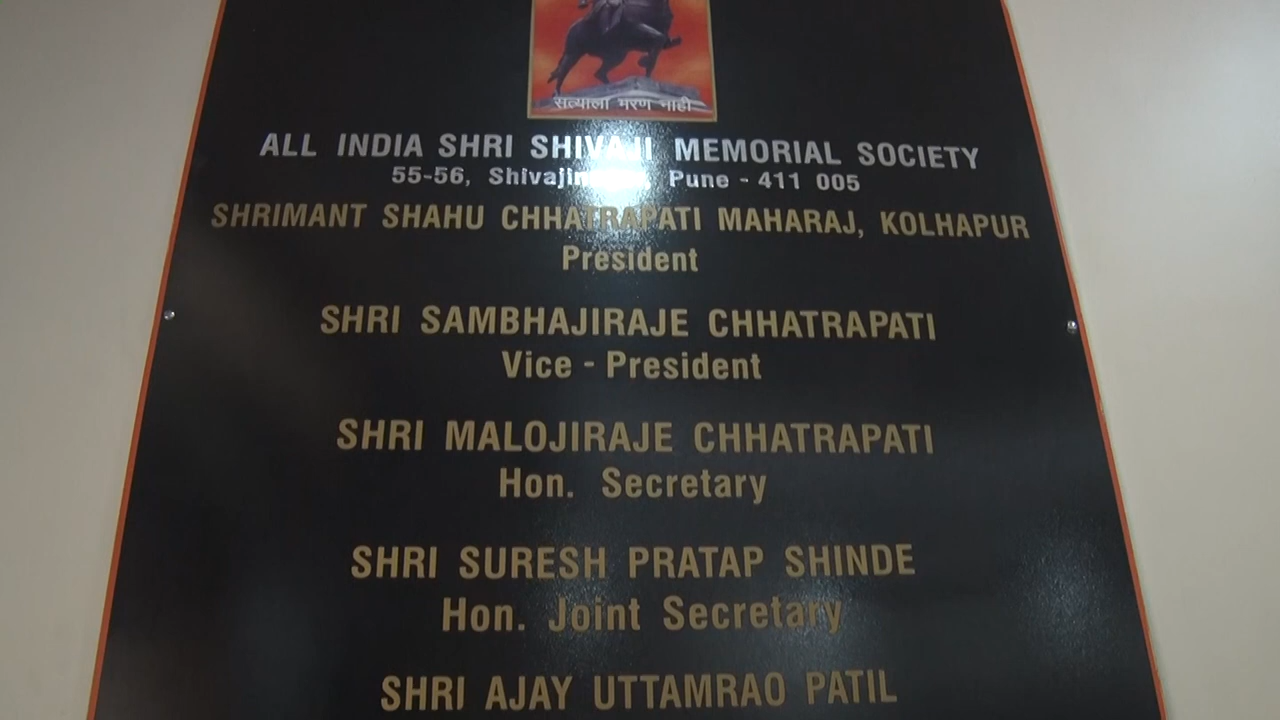 सत्याला मरण नाही
ALL INDIA SHRI SHIVAJI MEMORIAL SOCIETY
55-56, Pune - 411 005
SHRIMANT SHAHU CHHATRAPATI MAHARAJ, KOLHAPUR
President
SHRI SAMBHAJIRAJE CHHATRAPATI
Vice - President
SHRI MALOJIRAJE CHHATRAPATI
Hon. Secretary
SHRI SURESH PRATAP SHINDE
Hon. Joint Secretary
SHRI AJAY UTTAMRAO PATIL